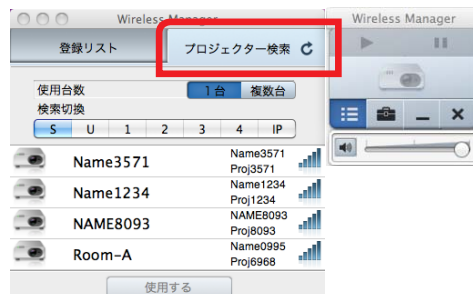 Wireless Manager
登録リスト
プロジェクター検索
使用台数
1台 複数台
検索切換
S U 1 2 3 4 IP
Name3571
Name3571
Proj3571
Name1234
Name1234
Proj1234
NAME8093
NAME8093
Proj8093
Room-A
Name0995
Proj6968
使用する
Wireless Manager